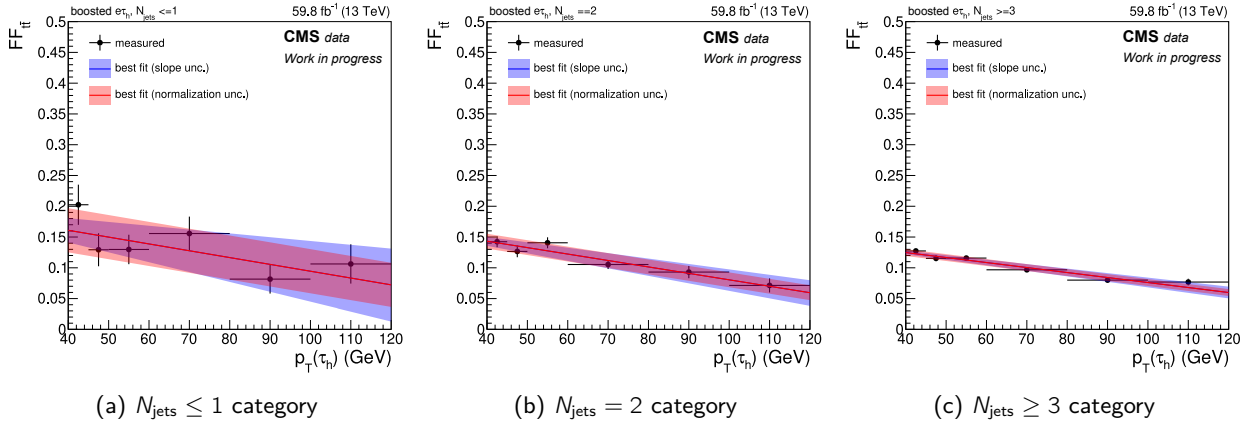 boosted eτh, Njets <=1 59.8 fb-1 (13 TeV)
FFtt̄
0.5
0.45
0.4
0.35
0.3
0.25
0.2
0.15
0.1
0.05
0
measured
best fit (slope unc.)
best fit (normalization unc.)
CMS data
Work in progress
40 50 60 70 80 90 100 110 120
pT(τh) (GeV)
(a) Njets ≤ 1 category
boosted eτh, Njets ==2 59.8 fb-1 (13 TeV)
FFtt̄
0.5
0.45
0.4
0.35
0.3
0.25
0.2
0.15
0.1
0.05
0
measured
best fit (slope unc.)
best fit (normalization unc.)
CMS data
Work in progress
40 50 60 70 80 90 100 110 120
pT(τh) (GeV)
(b) Njets = 2 category
boosted eτh, Njets >=3 59.8 fb-1 (13 TeV)
FFtt̄
0.5
0.45
0.4
0.35
0.3
0.25
0.2
0.15
0.1
0.05
0
measured
best fit (slope unc.)
best fit (normalization unc.)
CMS data
Work in progress
40 50 60 70 80 90 100 110 120
pT(τh) (GeV)
(c) Njets ≥ 3 category